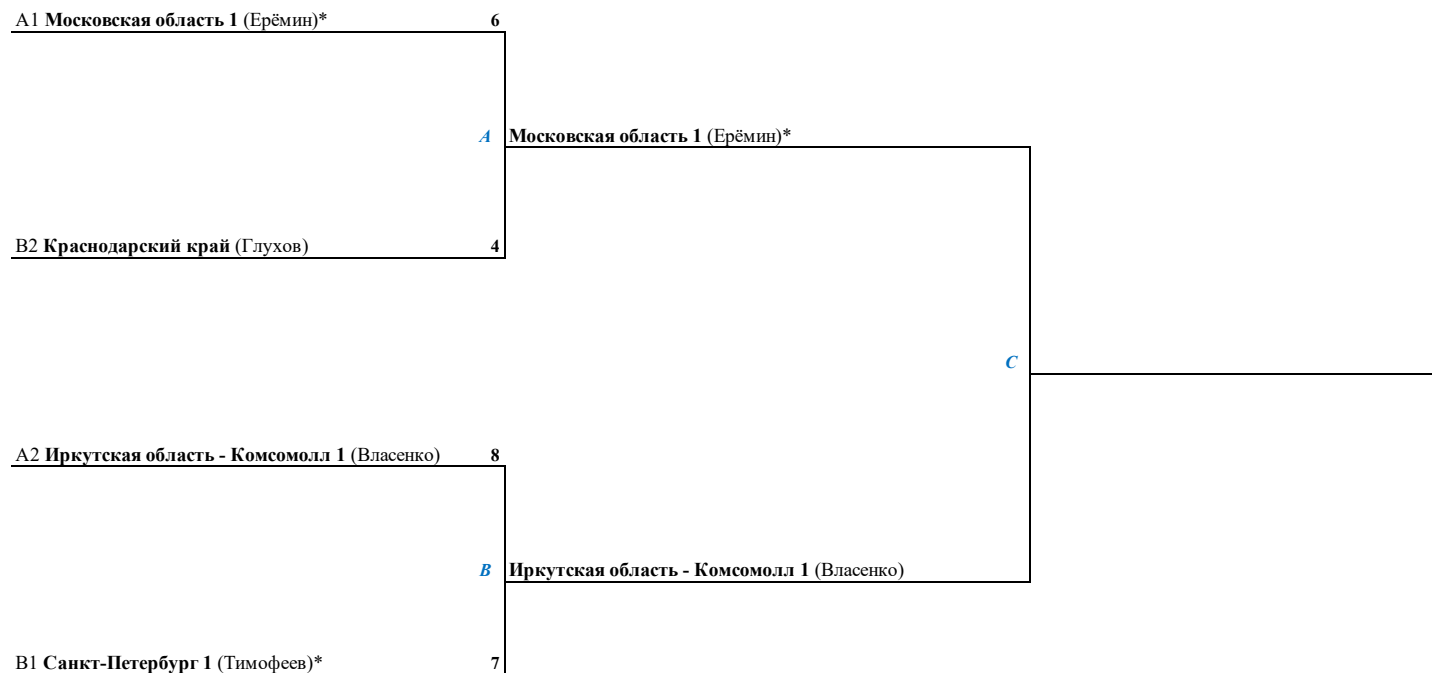 A1 Московская область 1 (Ерёмин)* 6
A Московская область 1 (Ерёмин)*
B2 Краснодарский край (Глухов) 4
C
A2 Иркутская область - Комсомолл 1 (Власенко) 8
B Иркутская область - Комсомолл 1 (Власенко)
B1 Санкт-Петербург 1 (Тимофеев)* 7